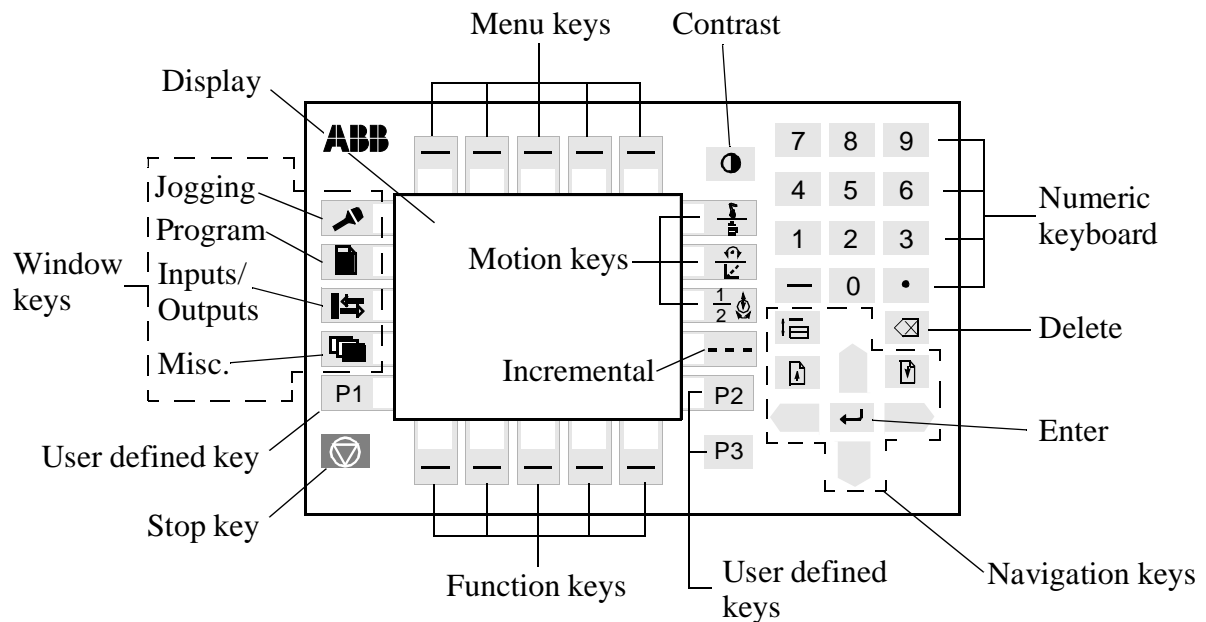 Menu keys
Contrast
Display
ABB
7 8 9
4 5 6
1 2 3
0
Numeric
keyboard
Window
keys
Jogging
Program
Inputs/
Outputs
Misc.
Motion keys
1
2
Incremental
Delete
P1
P2
P3
Enter
User defined key
Stop key
Function keys
User defined
keys
Navigation keys